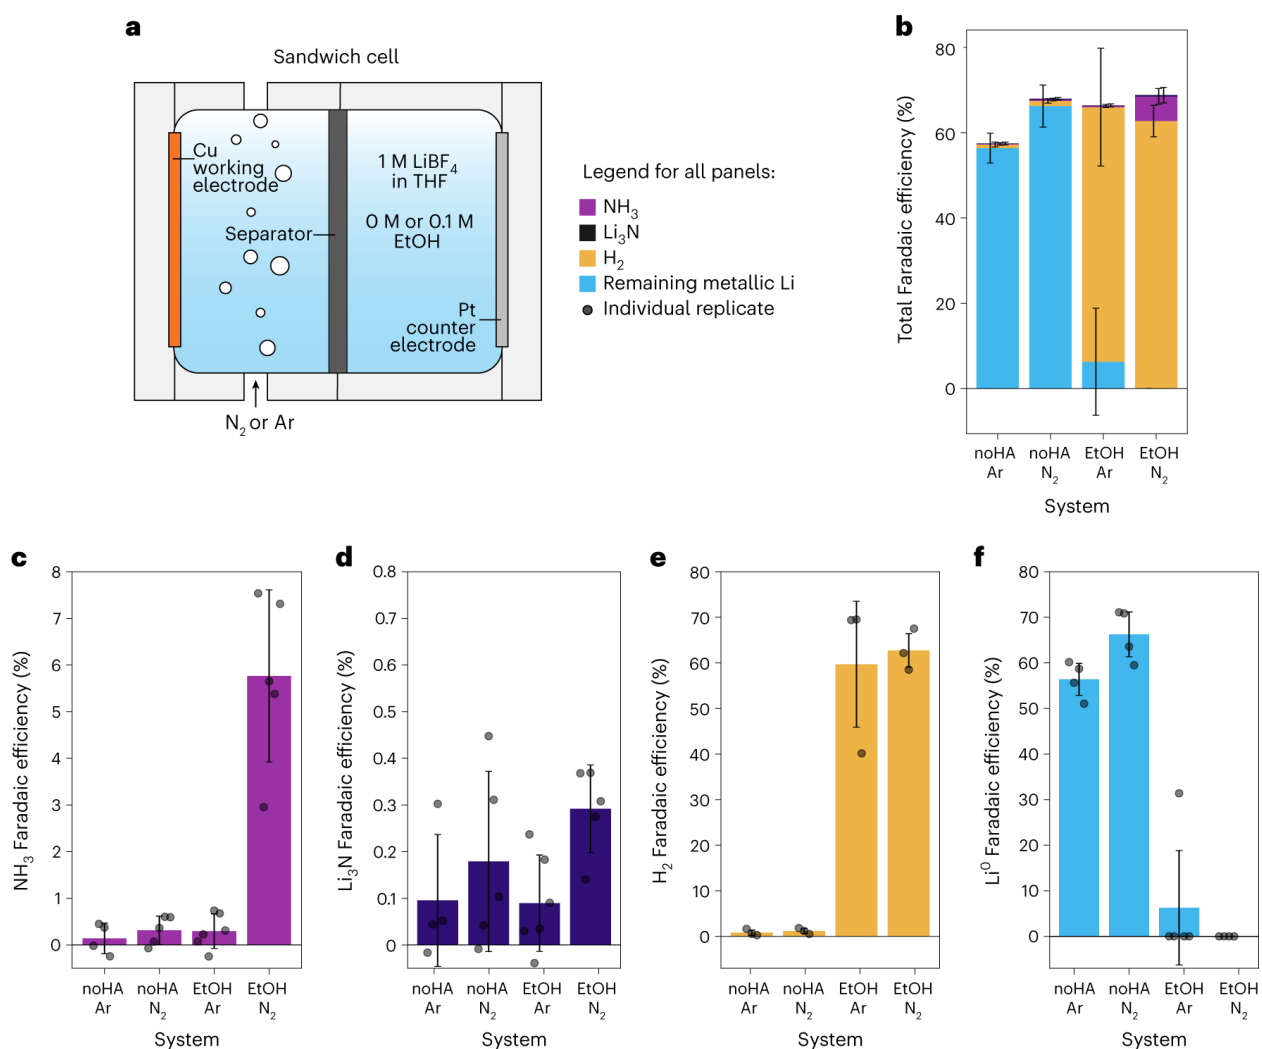 a
Sandwich cell
Cu
working
electrode
Separator
1 M LiBF4
in THF
0 M or 0.1 M
EtOH
Pt
counter
electrode
N2 or Ar
Legend for all panels:
NH3
Li3N
H2
Remaining metallic Li
Individual replicate
b
Total Faradaic efficiency (%)
80
60
40
20
0
noHA Ar
noHA N2
EtOH Ar
EtOH N2
System
c
NH3 Faradaic efficiency (%)
8
7
6
5
4
3
2
1
0
noHA Ar
noHA N2
EtOH Ar
EtOH N2
System
d
Li3N Faradaic efficiency (%)
0.8
0.7
0.6
0.5
0.4
0.3
0.2
0.1
0
noHA Ar
noHA N2
EtOH Ar
EtOH N2
System
e
H2 Faradaic efficiency (%)
80
70
60
50
40
30
20
10
0
noHA Ar
noHA N2
EtOH Ar
EtOH N2
System
f
Li0 Faradaic efficiency (%)
80
70
60
50
40
30
20
10
0
noHA Ar
noHA N2
EtOH Ar
EtOH N2
System